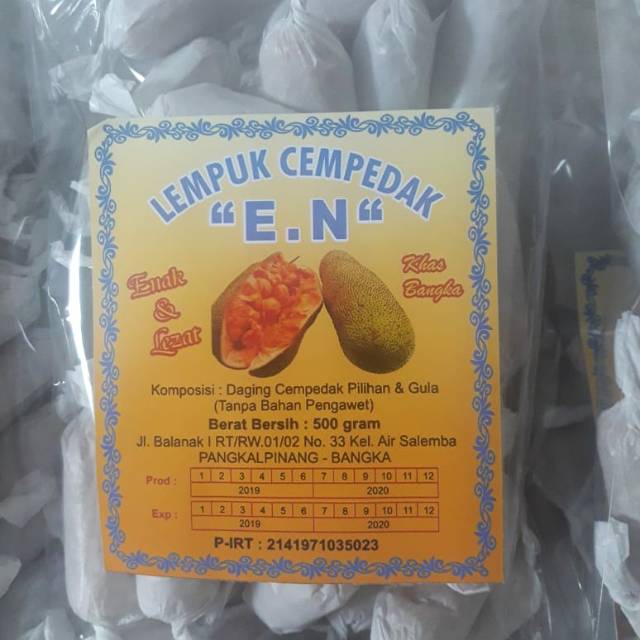 LEMPUK CEMPEDAK
“E.N“
Enak
&
Lezat
Khas
Bangka
Komposisi : Daging Cempedak Pilihan & Gula
(Tanpa Bahan Pengawet)
Berat Bersih : 500 gram
Jl. Balanak I RT/RW.01/02 No. 33 Kel. Air Salemba
PANGKALPINANG - BANGKA
Prod : 1 2 3 4 5 6 7 8 9 10 11 12
2019 2020
Exp : 1 2 3 4 5 6 7 8 9 10 11 12
2019 2020
P-IRT : 2141971035023